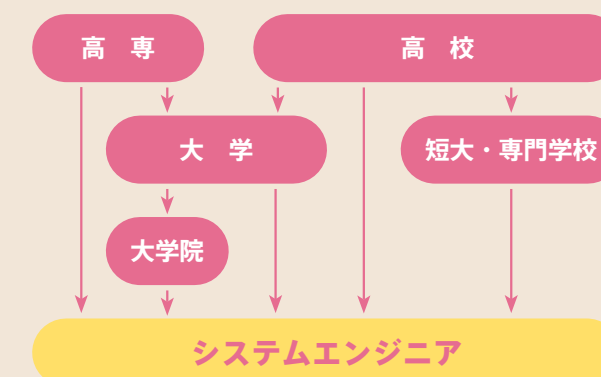 高　専
高　校
大　学
短大・専門学校
大学院
システムエンジニア